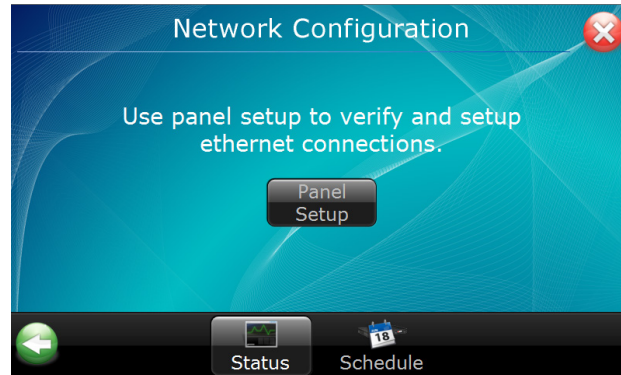 Network Configuration
Use panel setup to verify and setup
ethernet connections.
Panel
Setup
18
Status
Schedule